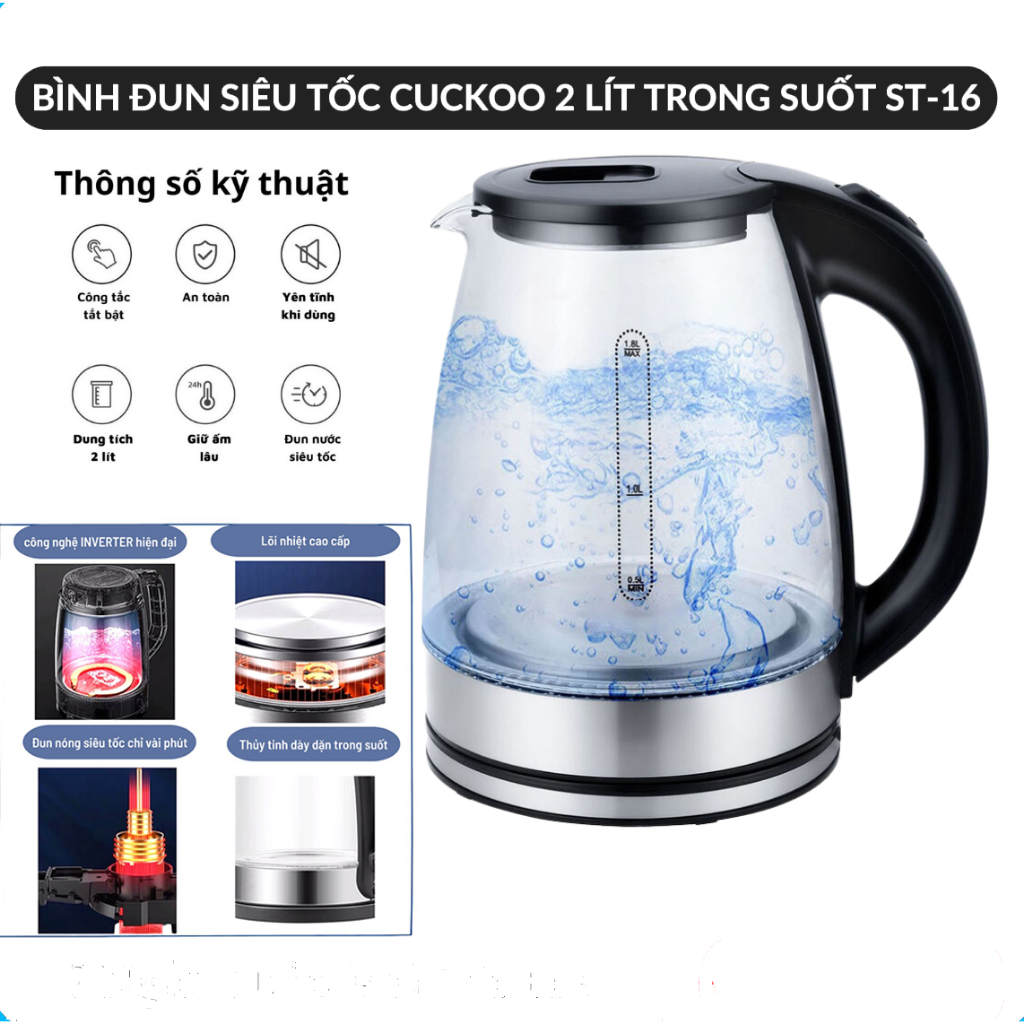 BÌNH ĐUN SIÊU TỐC CUCKOO 2 LÍT TRONG SUỐT ST-16
Thông số kỹ thuật
Công tắc
tắt bật
An toàn
Yên tĩnh
khi dùng
24h
Dung tích
2 lít
Giữ ấm
lâu
Đun nước
siêu tốc
1.8L
MAX
1.0L
0.5L
MIN
công nghệ INVERTER hiện đại
Lõi nhiệt cao cấp
Đun nóng siêu tốc chỉ vài phút
Thủy tinh dày dặn trong suốt